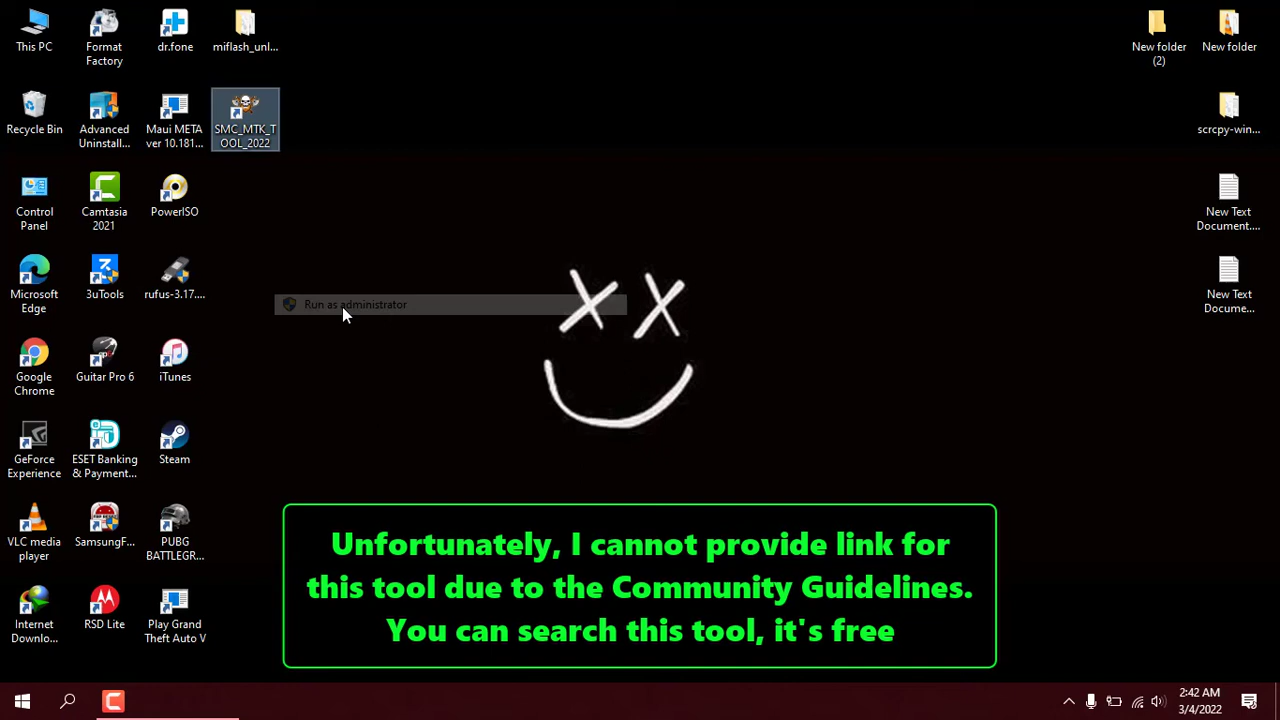 This PC
Format
Factory
dr.fone
miflash_unl...
New folder
(2)
New folder
Recycle Bin
Advanced
Uninstall...
Maui META
ver 10.181...
SMC_MTK_T
OOL_2022
scrcpy-win...
Control
Panel
Camtasia
2021
PowerISO
New Text
Document....
Microsoft
Edge
3uTools
rufus-3.17....
Run as administrator
New Text
Docume...
Google
Chrome
Guitar Pro 6
iTunes
GeForce
Experience
ESET Banking
& Payment...
Steam
VLC media
player
SamsungF...
PUBG
BATTLEGR...
Internet
Downlo...
RSD Lite
Play Grand
Theft Auto V
Unfortunately, I cannot provide link for
this tool due to the Community Guidelines.
You can search this tool, it's free
2:42 AM
3/4/2022